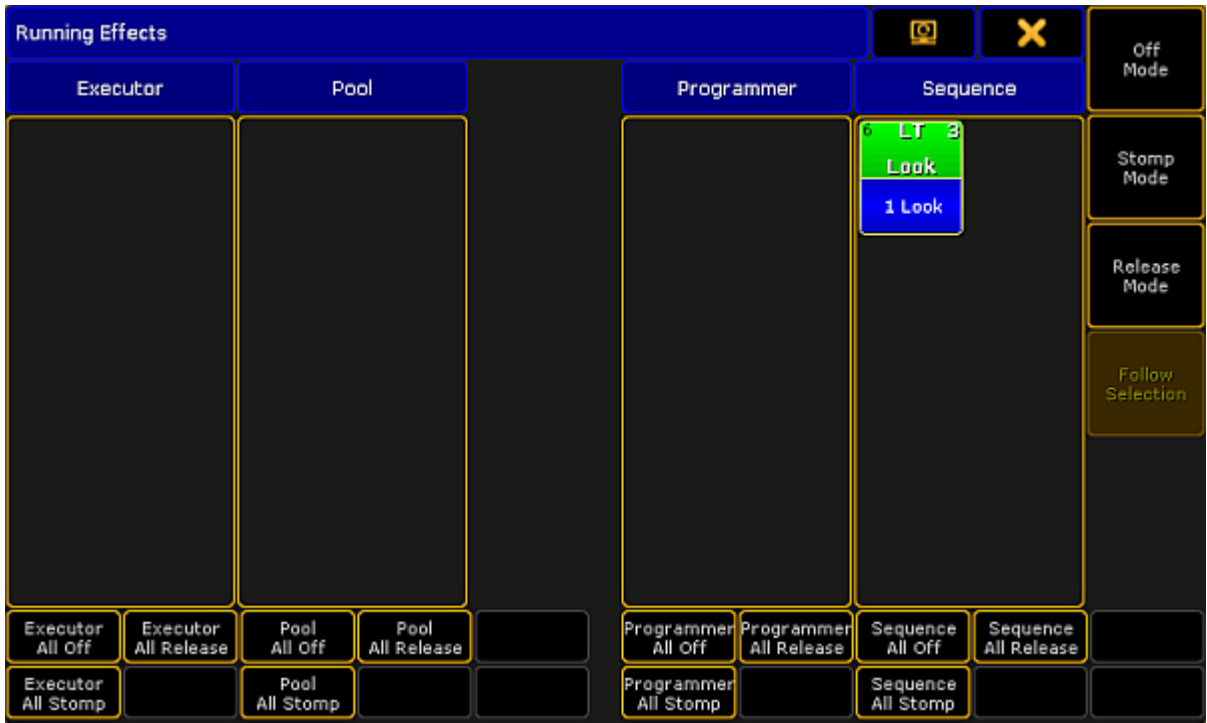 Running Effects
Off
Mode
Executor
Pool
Programmer
Sequence
6 LT 3
Look
1 Look
Stomp
Mode
Release
Mode
Follow
Selection
Executor
All Off
Executor
All Release
Pool
All Off
Pool
All Release
Programmer
All Off
Programmer
All Release
Sequence
All Off
Sequence
All Release
Executor
All Stomp
Pool
All Stomp
Programmer
All Stomp
Sequence
All Stomp